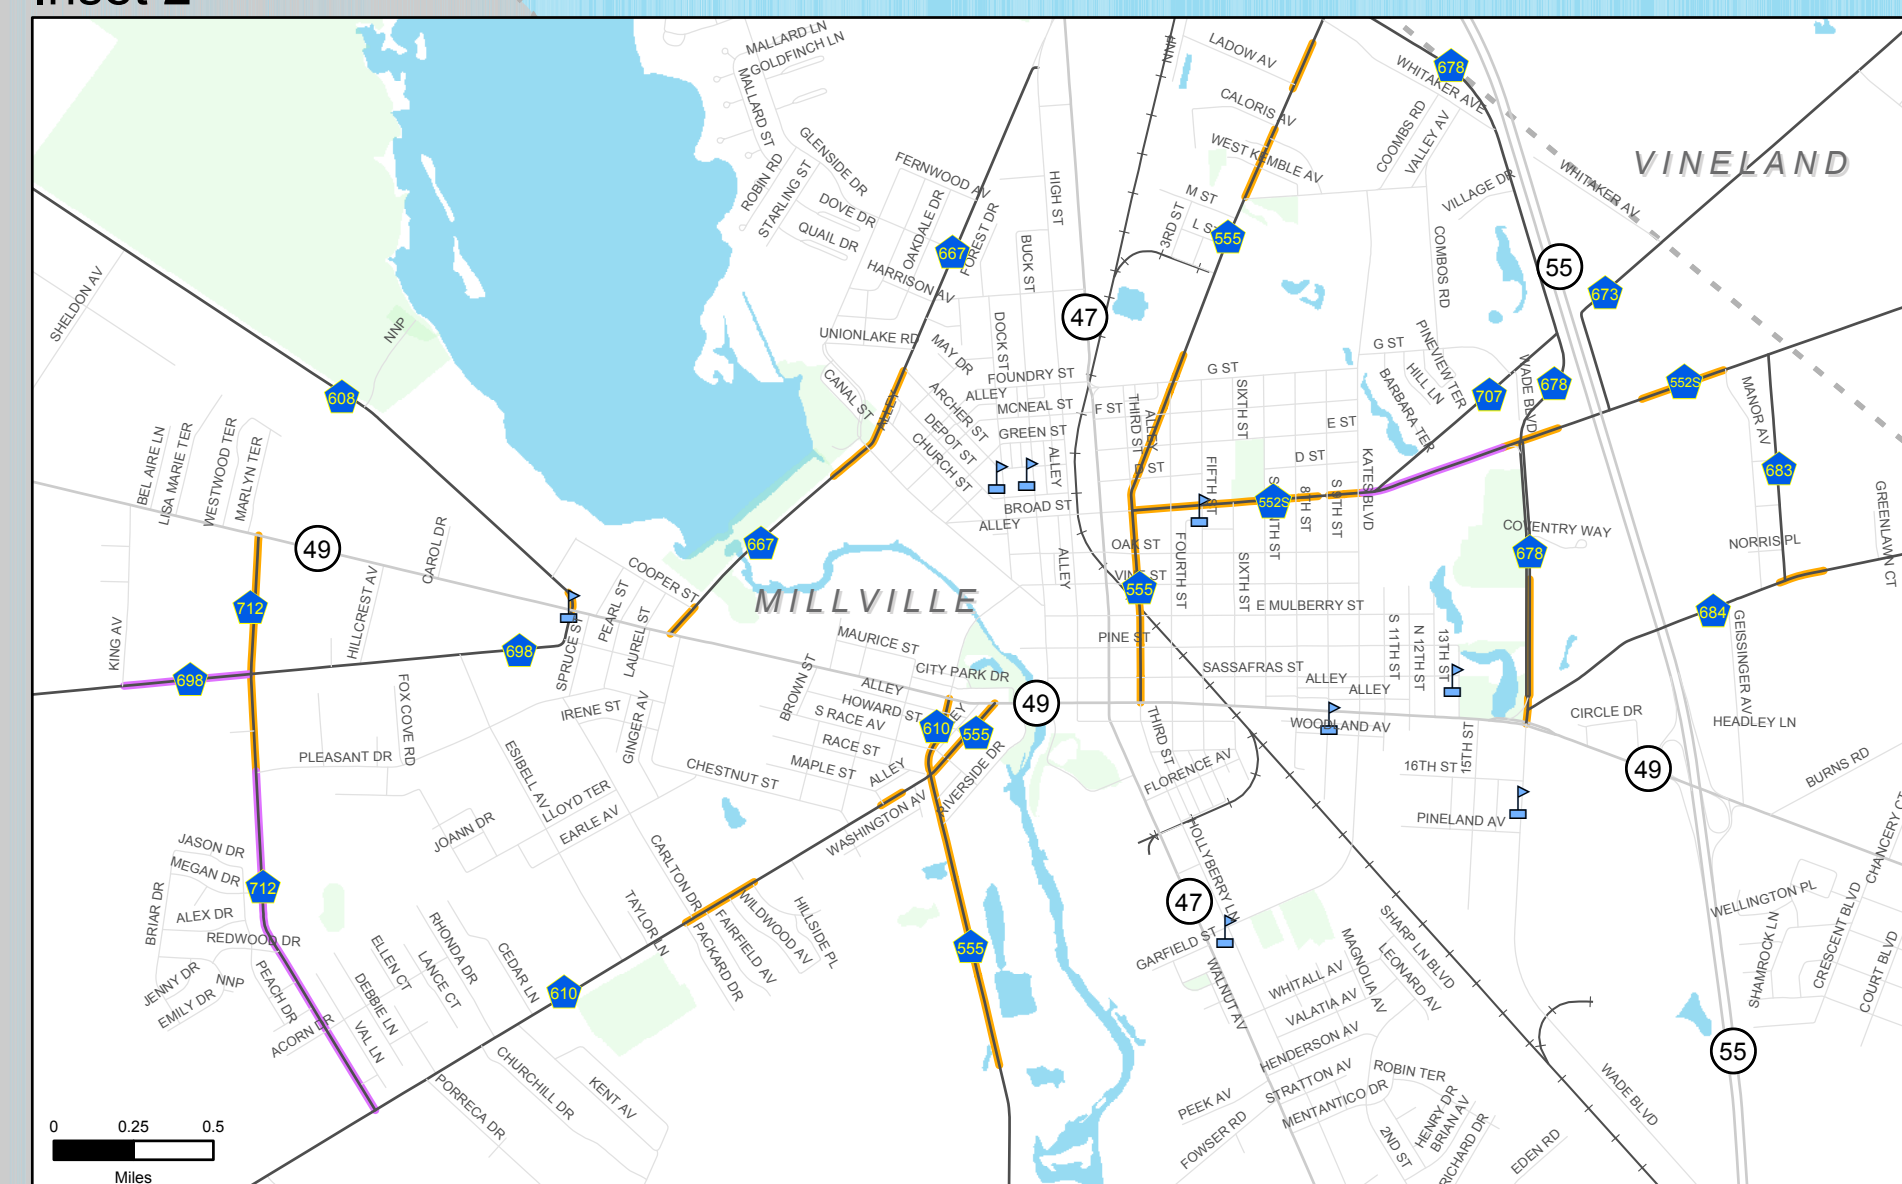 Inset 2
MALLARD LN
GOLDFINCH LN
MALLARD ST
NNP
LADOW AV
678
WHITAKER AVE
CALORIS AV
COOMBS RD
VALLEY AV
GLENSIDE DR
ROBIN RD
STARLING ST
FERNWOOD AV
WEST KEMBLE AV
VINELAND
WHITAKER AV
HIGH ST
VILLAGE DR
DOVE DR
QUAIL DR
OAKDALE DR
FOREST DR
M ST
3RD ST
L ST
555
667
BUCK ST
COMBOS RD
55
673
SHELDON AV
HARRISON AV
47
NNP
UNIONLAKE RD
MAY DR
DOCK ST
G ST
PINEVIEW TER
HILL LN
BARBARA TER
WADE BLVD
707
678
552S
608
CANAL ST
ALLEY
ARCHER ST
FOUNDRY ST
ALLEY
MCNEAL ST
F ST
G ST
SIXTH ST
THIRD ST
ALLEY
E ST
MANOR AV
BEL AIRE LN
LISA MARIE TER
WESTWOOD TER
MARLYN TER
DEPOT ST
CHURCH ST
GREEN ST
ALLEY
D ST
D ST
KATES BLVD
683
FIFTH ST
552S
8TH ST
S 9TH ST
BROAD ST
ALLEY
GREENLAWN CT
49
CAROL DR
667
ALLEY
OAK ST
FOURTH ST
SIXTH ST
COVENTRY WAY
678
NORRIS PL
COOPER ST
VINE ST
555
E MULBERRY ST
712
HILLCREST AV
PEARL ST
LAUREL ST
MILLVILLE
684
GEISSINGER AV
KING AV
698
698
SPRUCE ST
MAURICE ST
CITY PARK DR
PINE ST
SASSAFRAS ST
ALLEY
ALLEY
S 11TH ST
N 12TH ST
13TH ST
FOX COVE RD
IRENE ST
GINGER AV
BROWN ST
ALLEY
HOWARD ST
S RACE AV
RACE ST
MAPLE ST
ALLEY
610
555
49
THIRD ST
WOODLAND AV
15TH ST
CIRCLE DR
HEADLEY LN
PLEASANT DR
ESIBELL AV
CHESTNUT ST
RIVERSIDE DR
FLORENCE AV
16TH ST
49
BURNS RD
LLOYD TER
EARLE AV
JOANN DR
WASHINGTON AV
PINELAND AV
CHANCERY CT
JASON DR
MEGAN DR
712
CARLTON DR
HOLLYBERRY LN
BRIAR DR
ALEX DR
REDWOOD DR
TAYLOR LN
PACKARD DR
FAIRFIELD AV
WILDWOOD AV
HILLSIDE PL
47
GARFIELD ST
WELLINGTON PL
SHAMROCK LN
CRESCENT BLVD
COURT BLVD
JENNY DR
NNP
EMILY DR
PEACH DR
ACORN DR
ELLEN CT
DEBBIE LN
VAL LN
LANCE CT
RHONDA DR
CEDAR LN
610
555
WALNUT AV
WHITALL AV
VALATIA AV
MAGNOLIA AV
LEONARD AV
SHARP LN BLVD
HENDERSON AV
STRATTON AV
MENTANTICO DR
ROBIN TER
55
WADE BLVD
PORRECA DR
CHURCHILL DR
KENT AV
PEEK AV
FOWSER RD
2ND ST
HENRY DR
BRIAN AV
RICHARD DR
EDEN RD
0 0.25 0.5
Miles